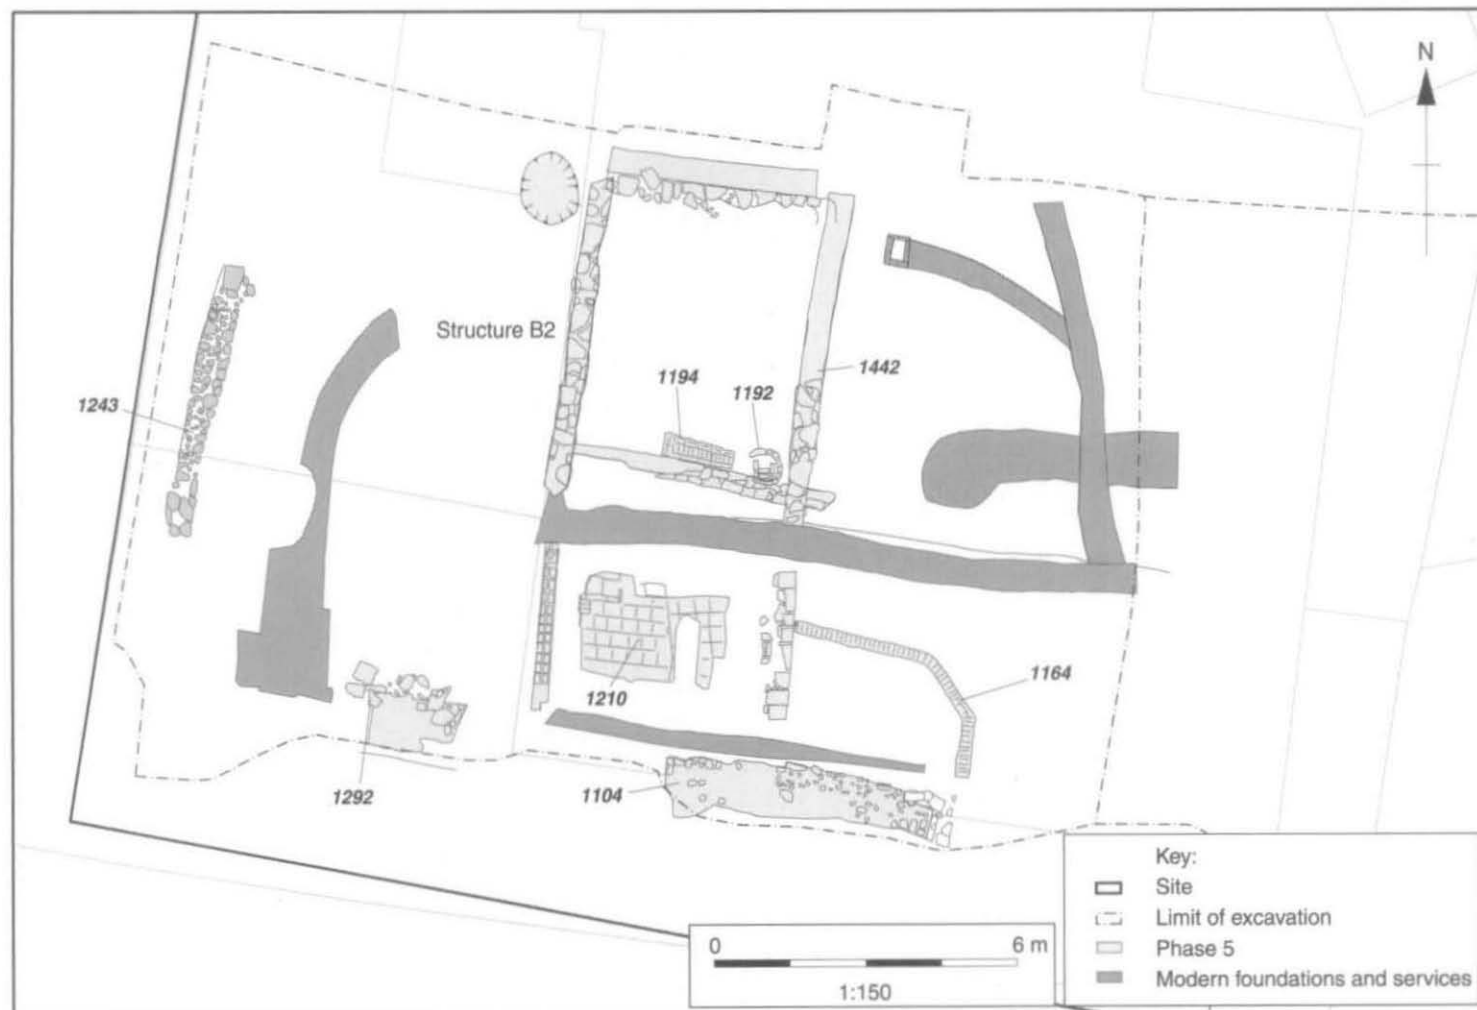 N
Structure B2
1194
1192
1442
1243
1210
1164
1292
1104
Key:
Site
Limit of excavation
Phase 5
Modern foundations and services
0 6 m
1:150